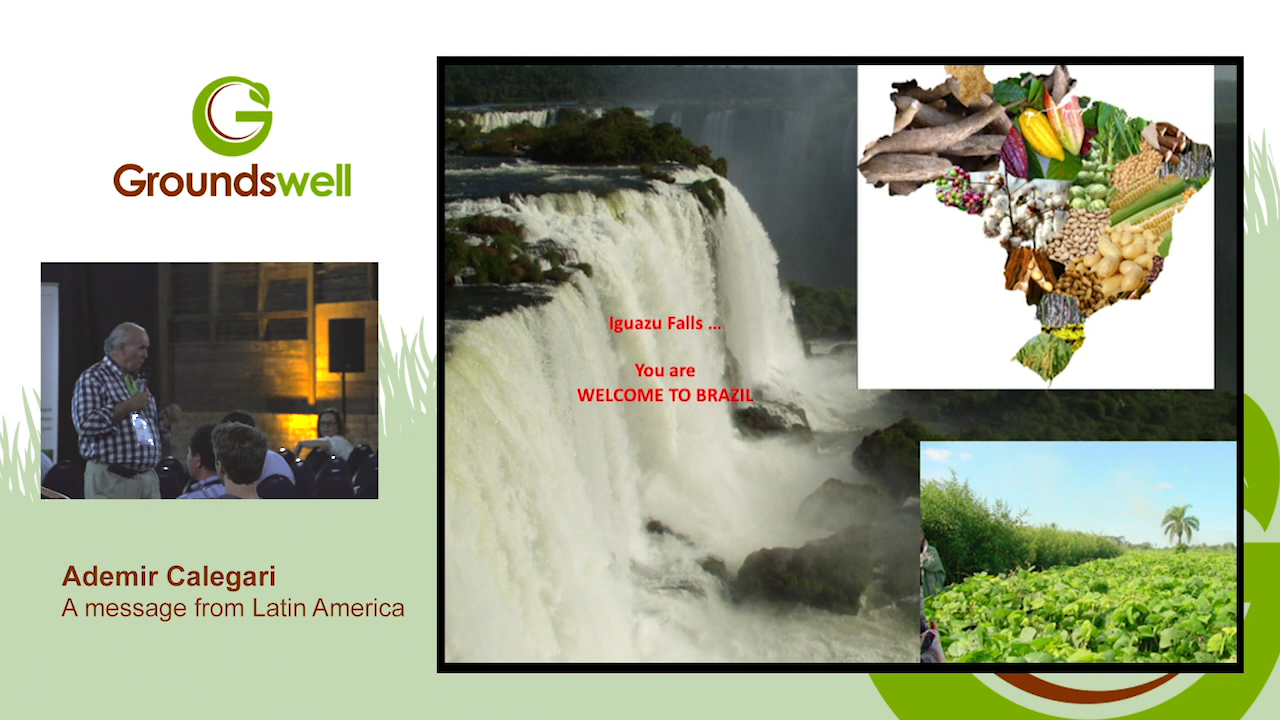 Groundswell
Ademir Calegari
A message from Latin America
Iguazu Falls ...
You are
WELCOME TO BRAZIL